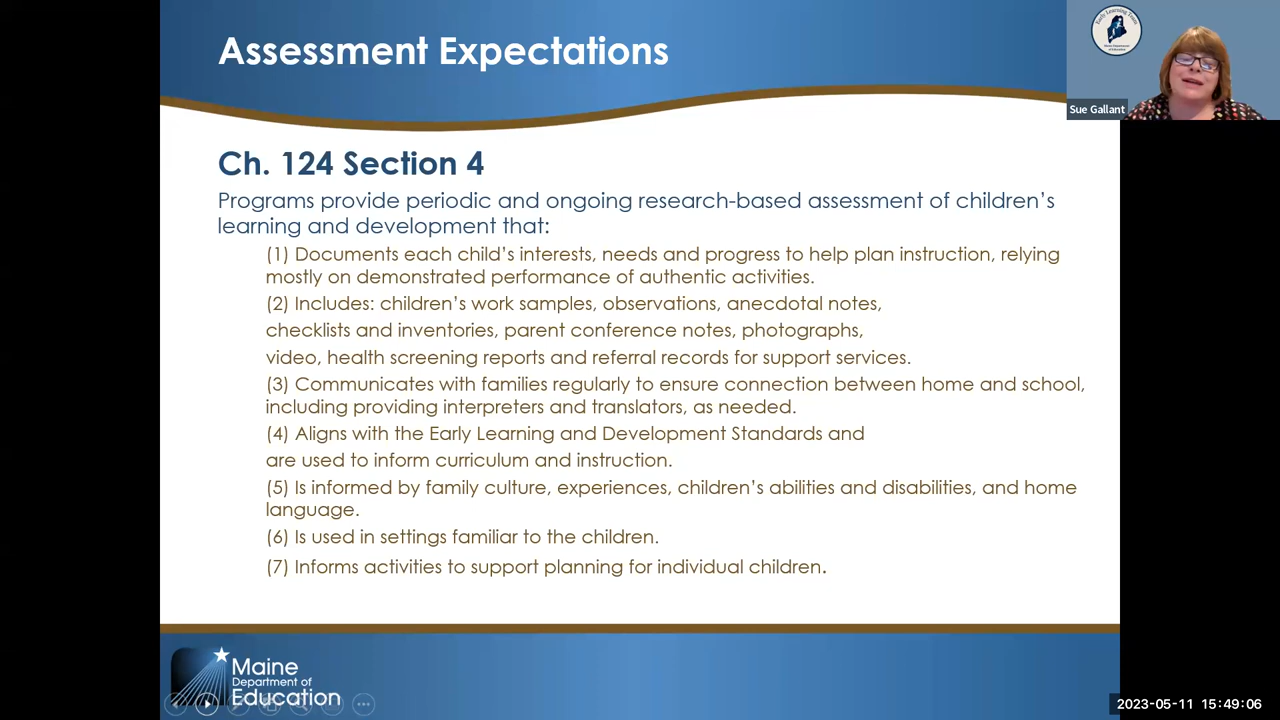 Assessment Expectations
Early Learning Team
Maine Department
of Education
Sue Gallant
Ch. 124 Section 4
Programs provide periodic and ongoing research-based assessment of children’s
learning and development that:
(1) Documents each child’s interests, needs and progress to help plan instruction, relying
mostly on demonstrated performance of authentic activities.
(2) Includes: children’s work samples, observations, anecdotal notes,
checklists and inventories, parent conference notes, photographs,
video, health screening reports and referral records for support services.
(3) Communicates with families regularly to ensure connection between home and school,
including providing interpreters and translators, as needed.
(4) Aligns with the Early Learning and Development Standards and
are used to inform curriculum and instruction.
(5) Is informed by family culture, experiences, children’s abilities and disabilities, and home
language.
(6) Is used in settings familiar to the children.
(7) Informs activities to support planning for individual children.
Maine
Department of
Education
2023-05-11 15:49:06